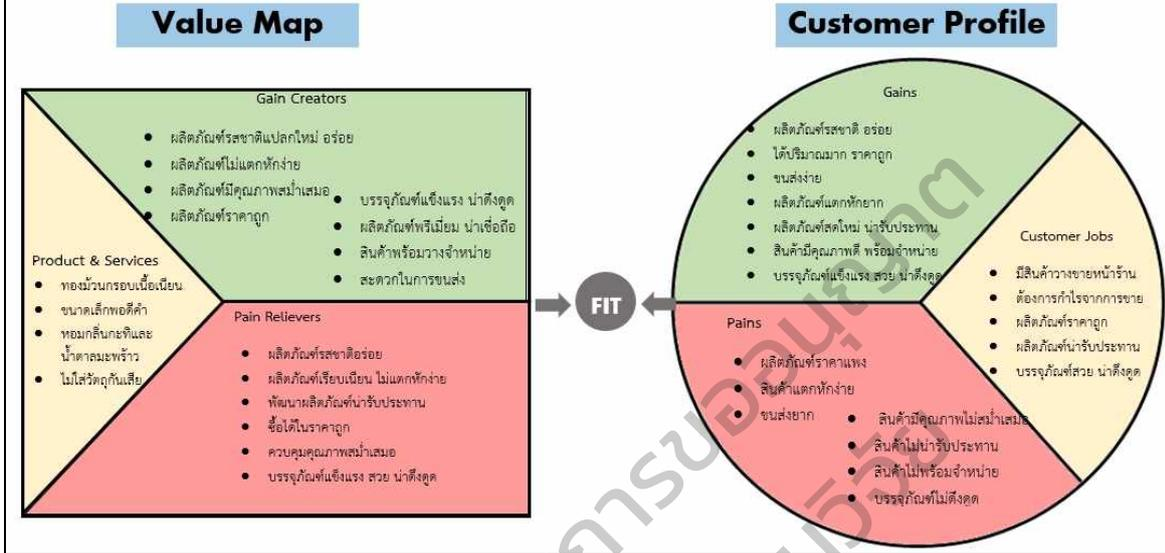 Value Map
Customer Profile
Gain Creators
• ผลิตภัณฑ์รสชาติแปลกใหม่ อร่อย
• ผลิตภัณฑ์ไม่แตกหักง่าย
• ผลิตภัณฑ์มีคุณภาพสม่ำเสมอ
• ผลิตภัณฑ์ราคาถูก
• บรรจุภัณฑ์แข็งแรง น่าดึงดูด
• ผลิตภัณฑ์พรีเมี่ยม น่าเชื่อถือ
• สินค้าพร้อมวางจำหน่าย
• สะดวกในการขนส่ง
Product & Services
• ทองม้วนกรอบเนื้อเนียน
• ขนาดเล็กพอดีคำ
• หอมกลิ่นกะทิและ
น้ำตาลมะพร้าว
• ไม่ใส่วัตถุกันเสีย
Pain Relievers
• ผลิตภัณฑ์รสชาติอร่อย
• ผลิตภัณฑ์เรียบเนียน ไม่แตกหักง่าย
• พัฒนาผลิตภัณฑ์น่ารับประทาน
• ซื้อได้ในราคาถูก
• ควบคุมคุณภาพสม่ำเสมอ
• บรรจุภัณฑ์แข็งแรง สวย น่าดึงดูด
FIT
Gains
• ผลิตภัณฑ์รสชาติ อร่อย
• ได้ปริมาณมาก ราคาถูก
• ขนส่งง่าย
• ผลิตภัณฑ์แตกหักยาก
• ผลิตภัณฑ์สดใหม่ น่ารับประทาน
• สินค้ามีคุณภาพดี พร้อมจำหน่าย
• บรรจุภัณฑ์แข็งแรง สวย น่าดึงดูด
Customer Jobs
• มีสินค้าวางขายหน้าร้าน
• ต้องการกำไรจากการขาย
• ผลิตภัณฑ์ราคาถูก
• ผลิตภัณฑ์น่ารับประทาน
• บรรจุภัณฑ์สวย น่าดึงดูด
Pains
• ผลิตภัณฑ์ราคาแพง
• สินค้าแตกหักง่าย
• ขนส่งยาก
• สินค้ามีคุณภาพไม่สม่ำเสมอ
• สินค้าไม่น่ารับประทาน
• สินค้าไม่พร้อมจำหน่าย
• บรรจุภัณฑ์ไม่ดึงดูด